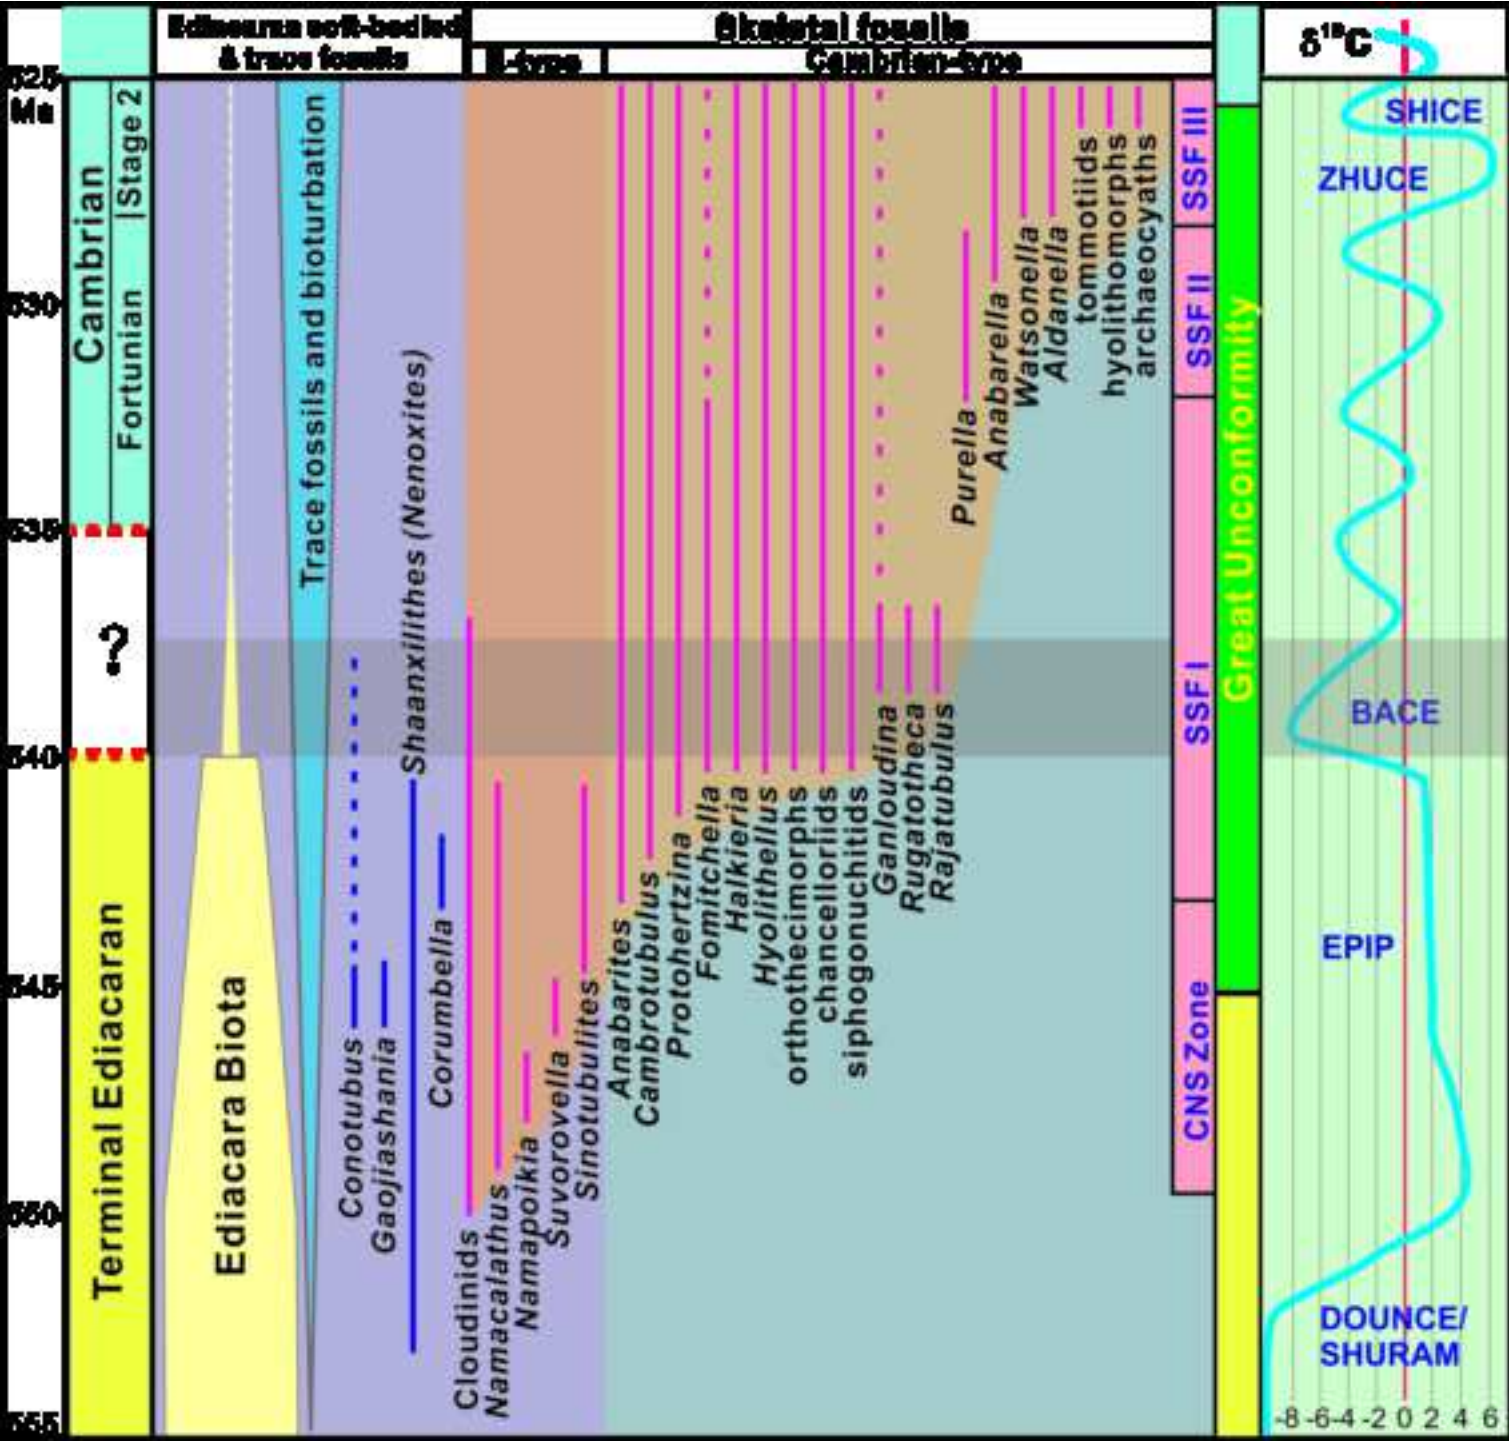 Ediacaran soft-bodied
& trace fossils
Skeletal fossils
E-type
Cambrian-type
δ¹³C
525
Ma
530
535
540
545
550
555
Cambrian
Stage 2
Fortunian
?
Terminal Ediacaran
Ediacara Biota
Trace fossils and bioturbation
Conotubus
Gaojiashania
Shaanxilithes (Nenoxites)
Corumbella
Cloudinids
Namacalathus
Namapoikia
Suvorovella
Sinotubulites
Anabarites
Cambrotubulus
Protohertzina
Fomitchella
Halkieria
Hyolithellus
orthothecimorphs
chancelloriids
siphogonuchitids
Ganloudina
Rugatotheca
Rajatubulus
Purella
Anabarella
Watsonella
Aldanella
tommotiids
hyolithomorphs
archaeocyaths
SSF III
SSF II
SSF I
CNS Zone
Great Unconformity
SHICE
ZHUCE
BACE
EPIP
DOUNCE/
SHURAM
-8 -6 -4 -2 0 2 4 6